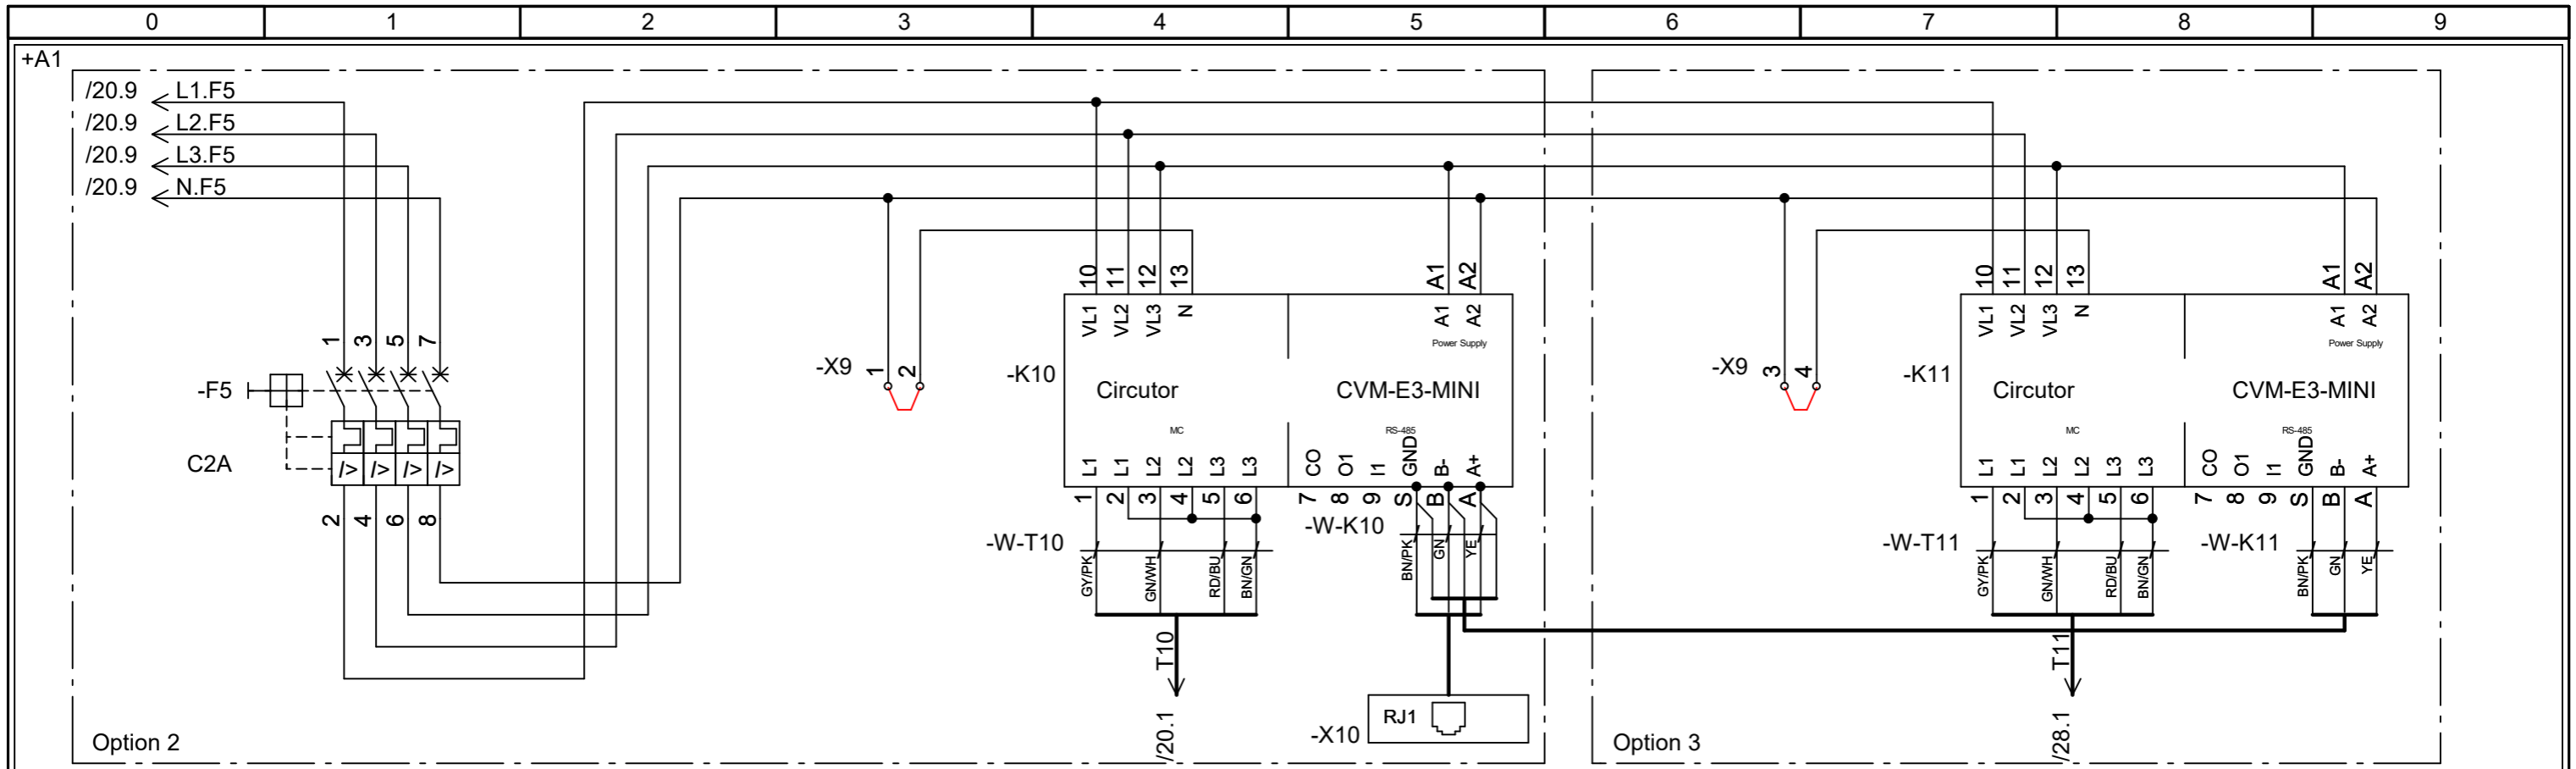 0 1 2 3 4 5 6 7 8 9
+A1
/20.9 L1.F5
/20.9 L2.F5
/20.9 L3.F5
/20.9 N.F5
10 11 12 13 A1 A2 10 11 12 13 A1 A2
VL1 VL2 VL3 N A1 A2 VL1 VL2 VL3 N A1 A2
Power Supply Power Supply
1 3 5 7
-X9 1 2 -K10 -X9 3 4 -K11
-F5 Circutor CVM-E3-MINI Circutor CVM-E3-MINI
MC RS-485 MC RS-485
C2A I> I> I> I>
L1 L1 L2 L2 L3 L3 CO O1 I1 GND B- A+ L1 L1 L2 L2 L3 L3 CO O1 I1 GND B- A+
1 2 3 4 5 6 7 8 9 S B A 1 2 3 4 5 6 7 8 9 S B A
2 4 6 8
-W-T10 -W-K10 -W-T11 -W-K11
GY/PK GN/WH RD/BU BN/GN BN/PK GN YE GY/PK GN/WH RD/BU BN/GN BN/PK GN YE
T10 T11
RJ1
-X10
/20.1 /28.1
Option 2 Option 3